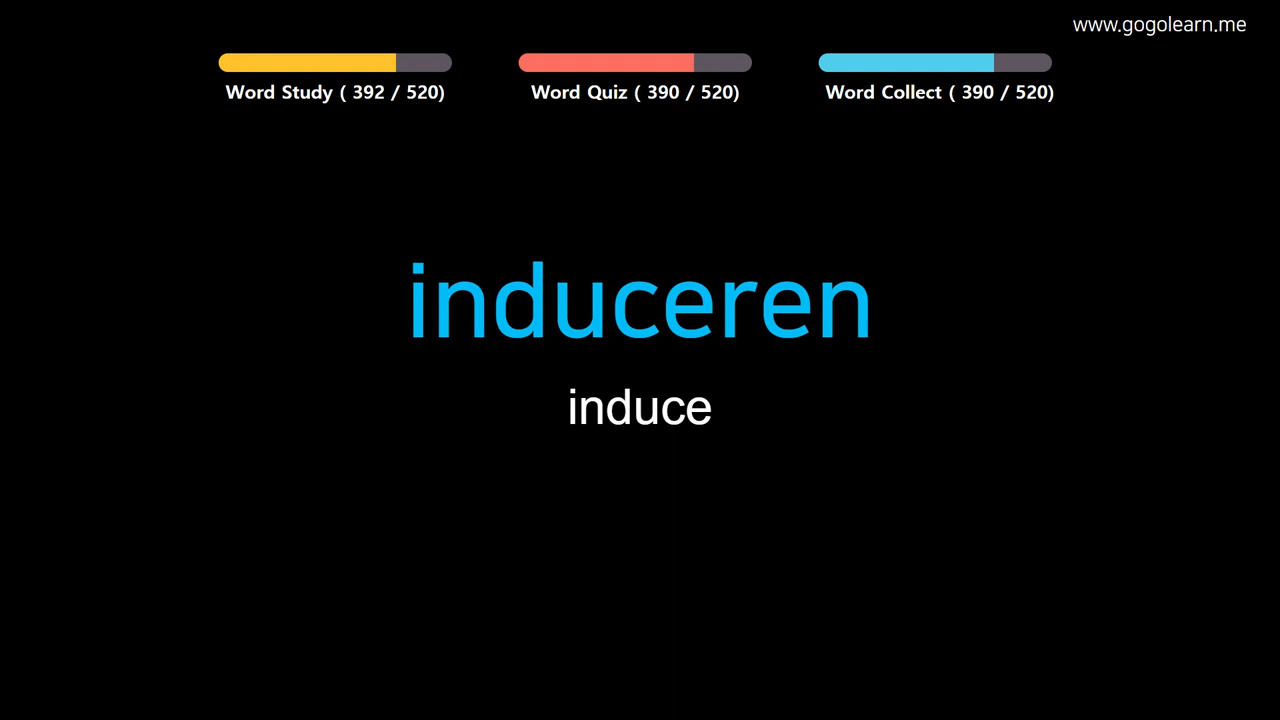 www.gogolearn.me
Word Study ( 392 / 520)
Word Quiz ( 390 / 520)
Word Collect ( 390 / 520)
induceren
induce